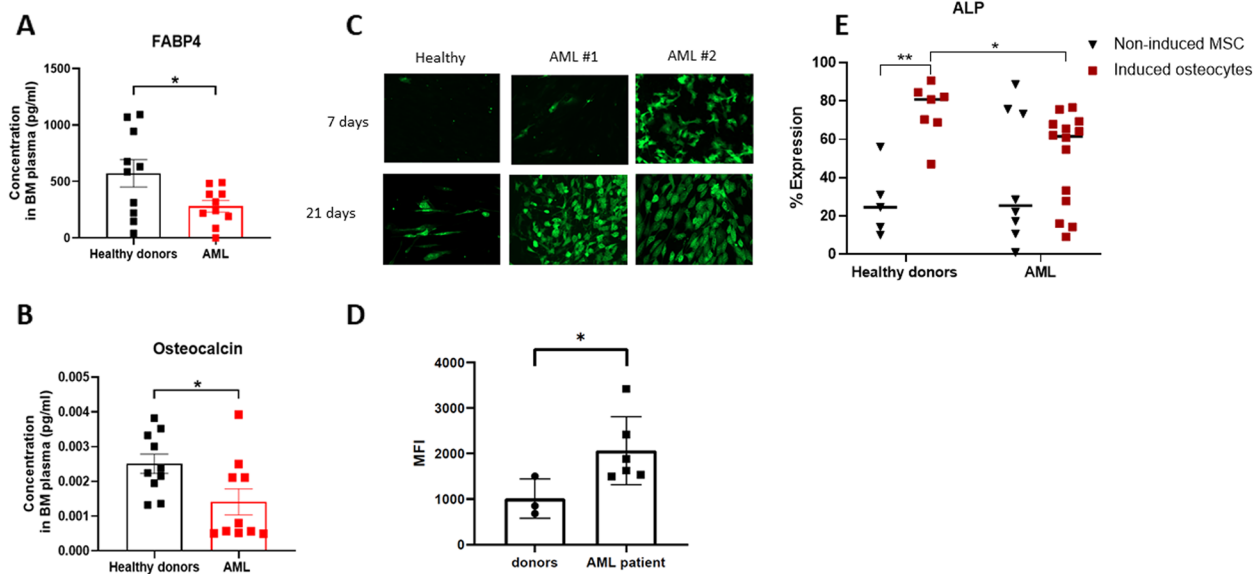 A
FABP4
Concentration
in BM plasma (pg/ml)
1500
1000
500
0
*
Healthy donors
AML
B
Osteocalcin
Concentration
in BM plasma (pg/ml)
0.005
0.004
0.003
0.002
0.001
0.000
*
Healthy donors
AML
C
Healthy
AML #1
AML #2
7 days
21 days
D
MFI
4000
3000
2000
1000
0
*
donors
AML patient
E
ALP
% Expression
100
80
60
40
20
0
**
*
Healthy donors
AML
Non-induced MSC
Induced osteocytes